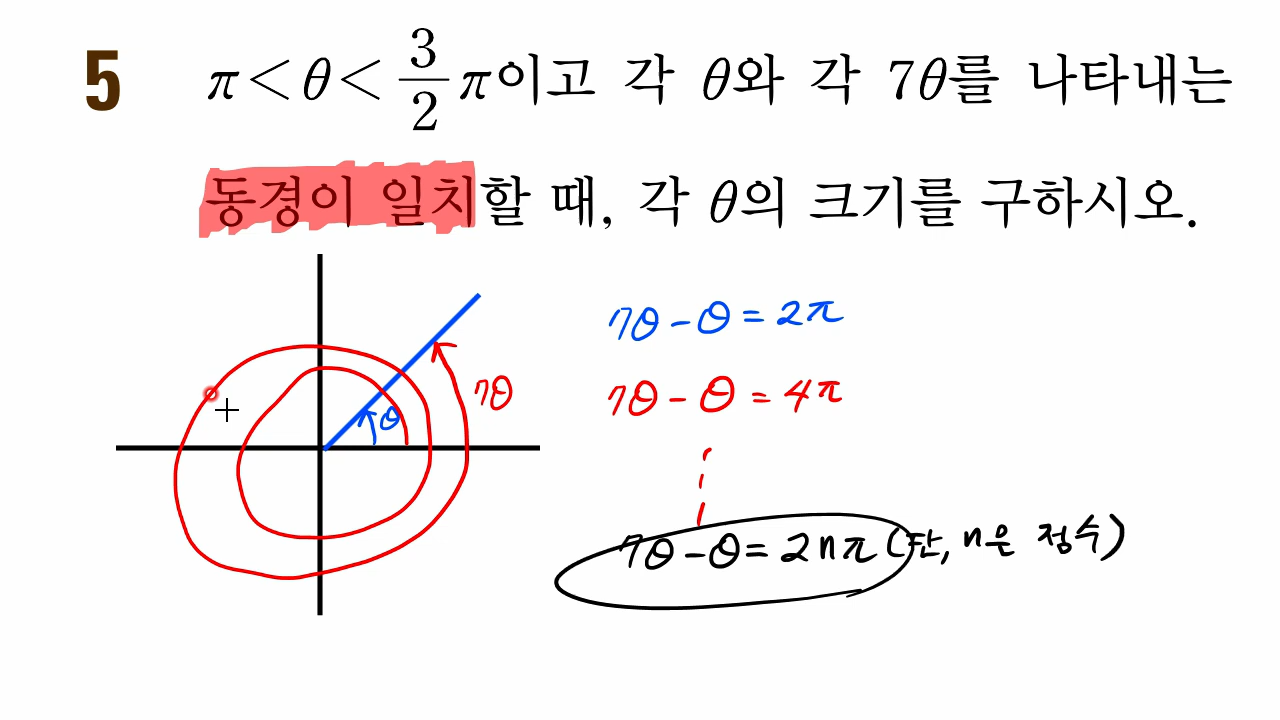 5 π<θ<3/2π이고 각 θ와 각 7θ를 나타내는
동경이 일치할 때, 각 θ의 크기를 구하시오.
7θ-θ=2π
7θ-θ=4π
7θ
θ
7θ-θ=2nπ (단, n은 정수)